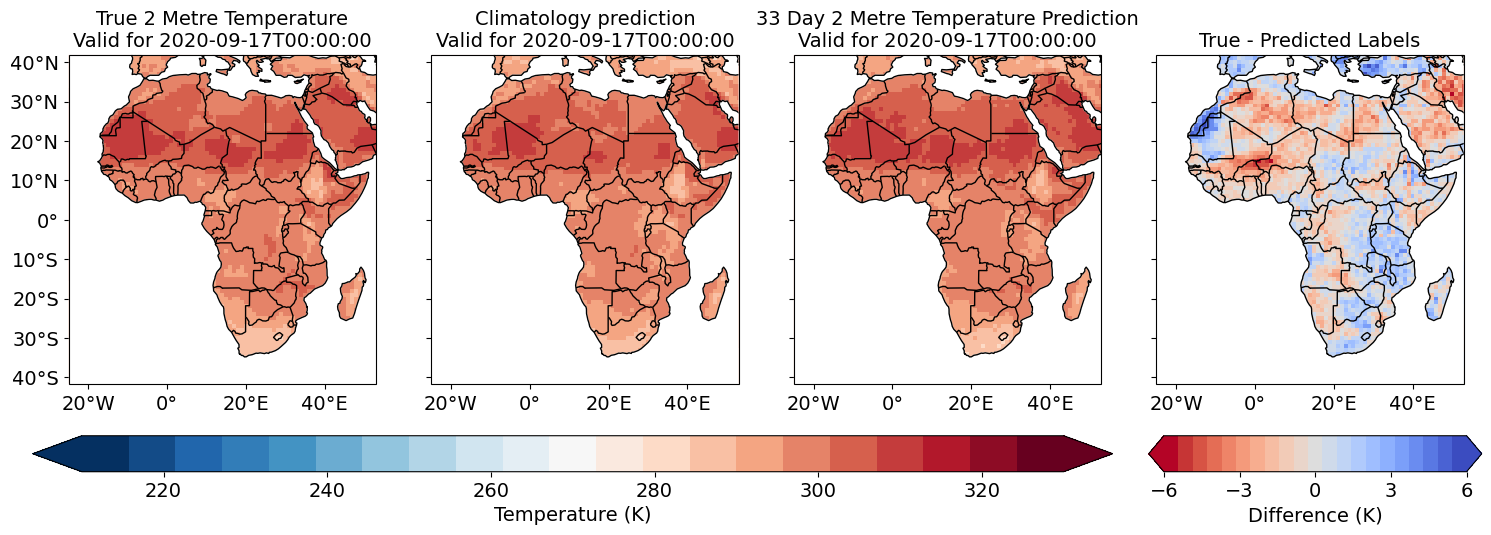 True 2 Metre Temperature
Valid for 2020-09-17T00:00:00
Climatology prediction
Valid for 2020-09-17T00:00:00
33 Day 2 Metre Temperature Prediction
Valid for 2020-09-17T00:00:00
True - Predicted Labels
40°N
30°N
20°N
10°N
0°
10°S
20°S
30°S
40°S
20°W 0° 20°E 40°E
20°W 0° 20°E 40°E
20°W 0° 20°E 40°E
20°W 0° 20°E 40°E
220 240 260 280 300 320
Temperature (K)
−6 −3 0 3 6
Difference (K)